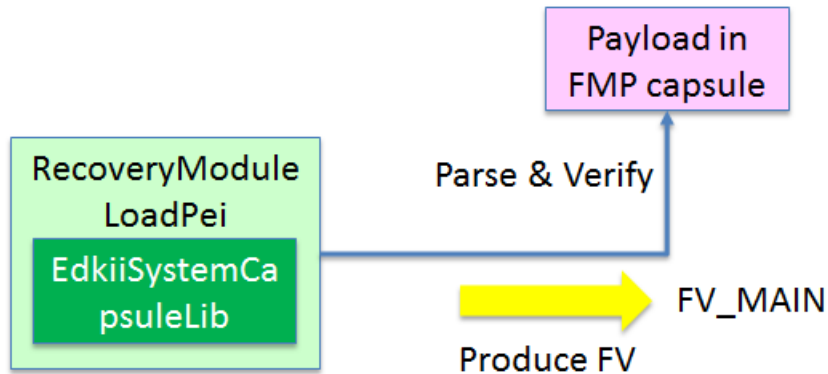 Payload in
FMP capsule
RecoveryModule
LoadPei
EdkiiSystemCa
psuleLib
Parse & Verify
FV_MAIN
Produce FV